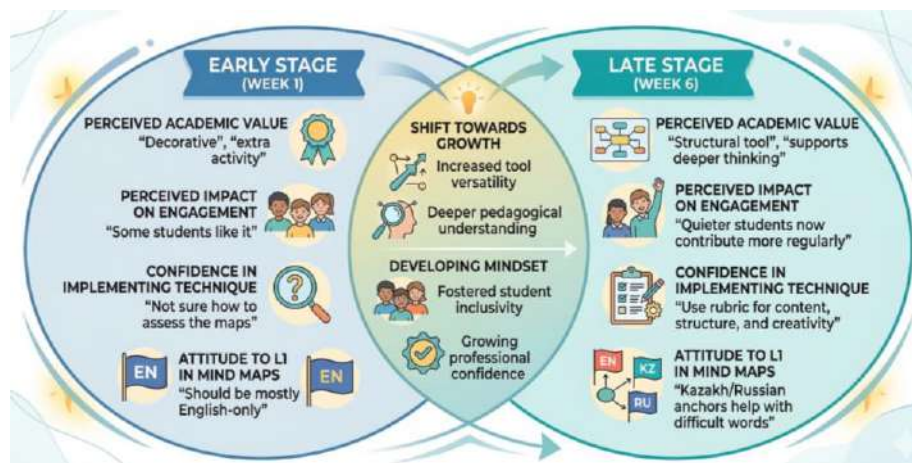 EARLY STAGE
(WEEK 1)
PERCEIVED ACADEMIC VALUE
“Decorative”, “extra
activity”
PERCEIVED IMPACT
ON ENGAGEMENT
“Some students like it”
CONFIDENCE IN
IMPLEMENTING TECHNIQUE
“Not sure how to
assess the maps”
?
EN
ATTITUDE TO L1
IN MIND MAPS
“Should be mostly
English-only”
EN
SHIFT TOWARDS
GROWTH
Increased tool
versatility
Deeper pedagogical
understanding
DEVELOPING MINDSET
Fostered student
inclusivity
Growing
professional
confidence
LATE STAGE
(WEEK 6)
PERCEIVED ACADEMIC VALUE
“Structural tool”, “supports
deeper thinking”
PERCEIVED IMPACT
ON ENGAGEMENT
“Quieter students now
contribute more regularly”
CONFIDENCE IN
IMPLEMENTING TECHNIQUE
“Use rubric for content,
structure, and creativity”
EN
KZ
RU
ATTITUDE TO L1
IN MIND MAPS
“Kazakh/Russian
anchors help with
difficult words”